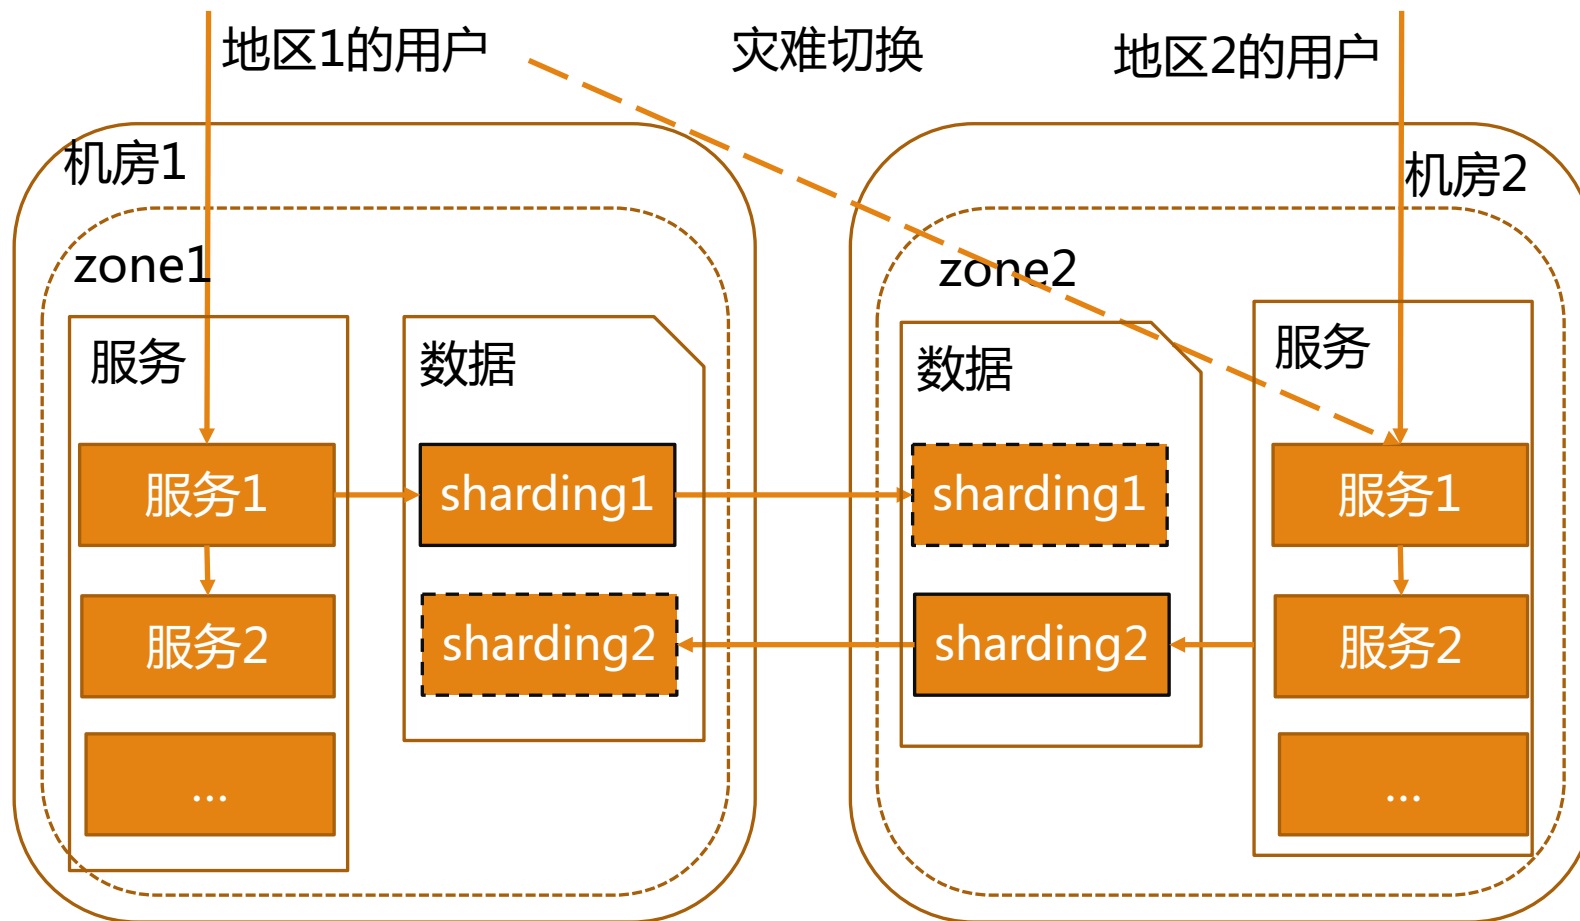 地区1的用户
灾难切换
地区2的用户
机房1
机房2
zone1
zone2
服务
数据
数据
服务
服务1
sharding1
sharding1
服务1
服务2
sharding2
sharding2
服务2
...
...